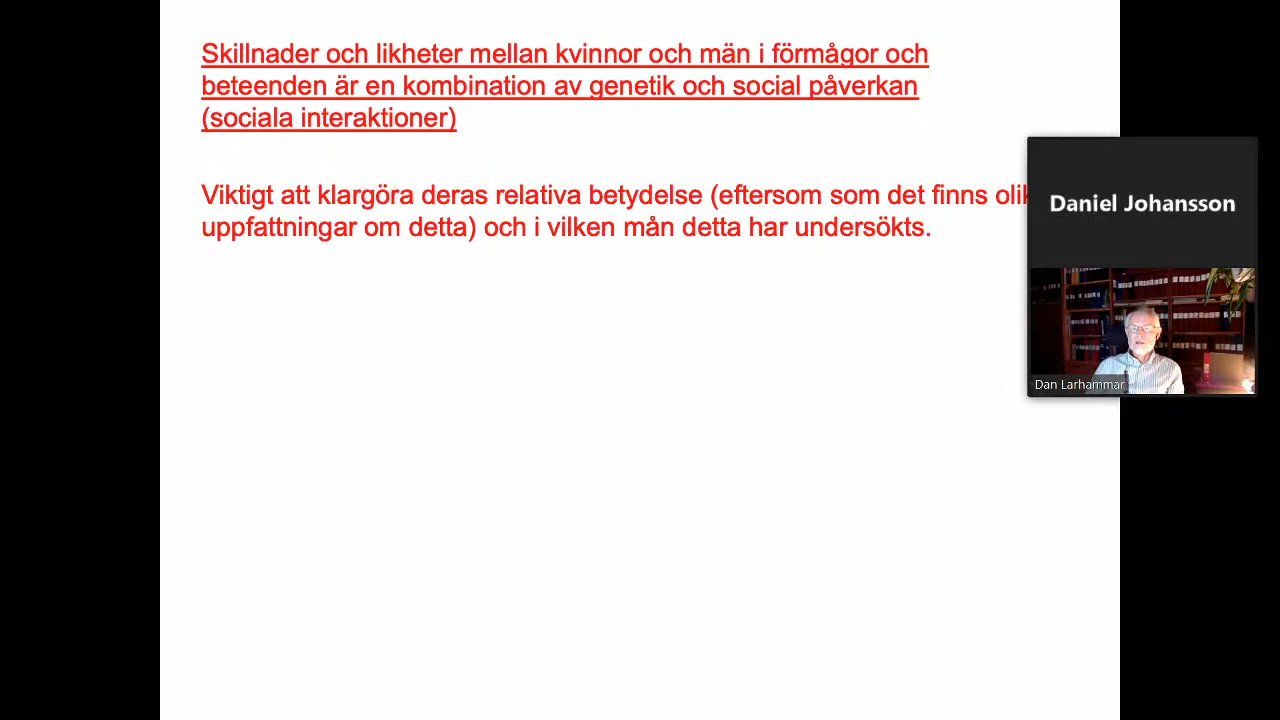 Skillnader och likheter mellan kvinnor och män i förmågor och
beteenden är en kombination av genetik och social påverkan
(sociala interaktioner)
Viktigt att klargöra deras relativa betydelse (eftersom som det finns olik
uppfattningar om detta) och i vilken mån detta har undersökts.
Daniel Johansson
Dan Larhammar